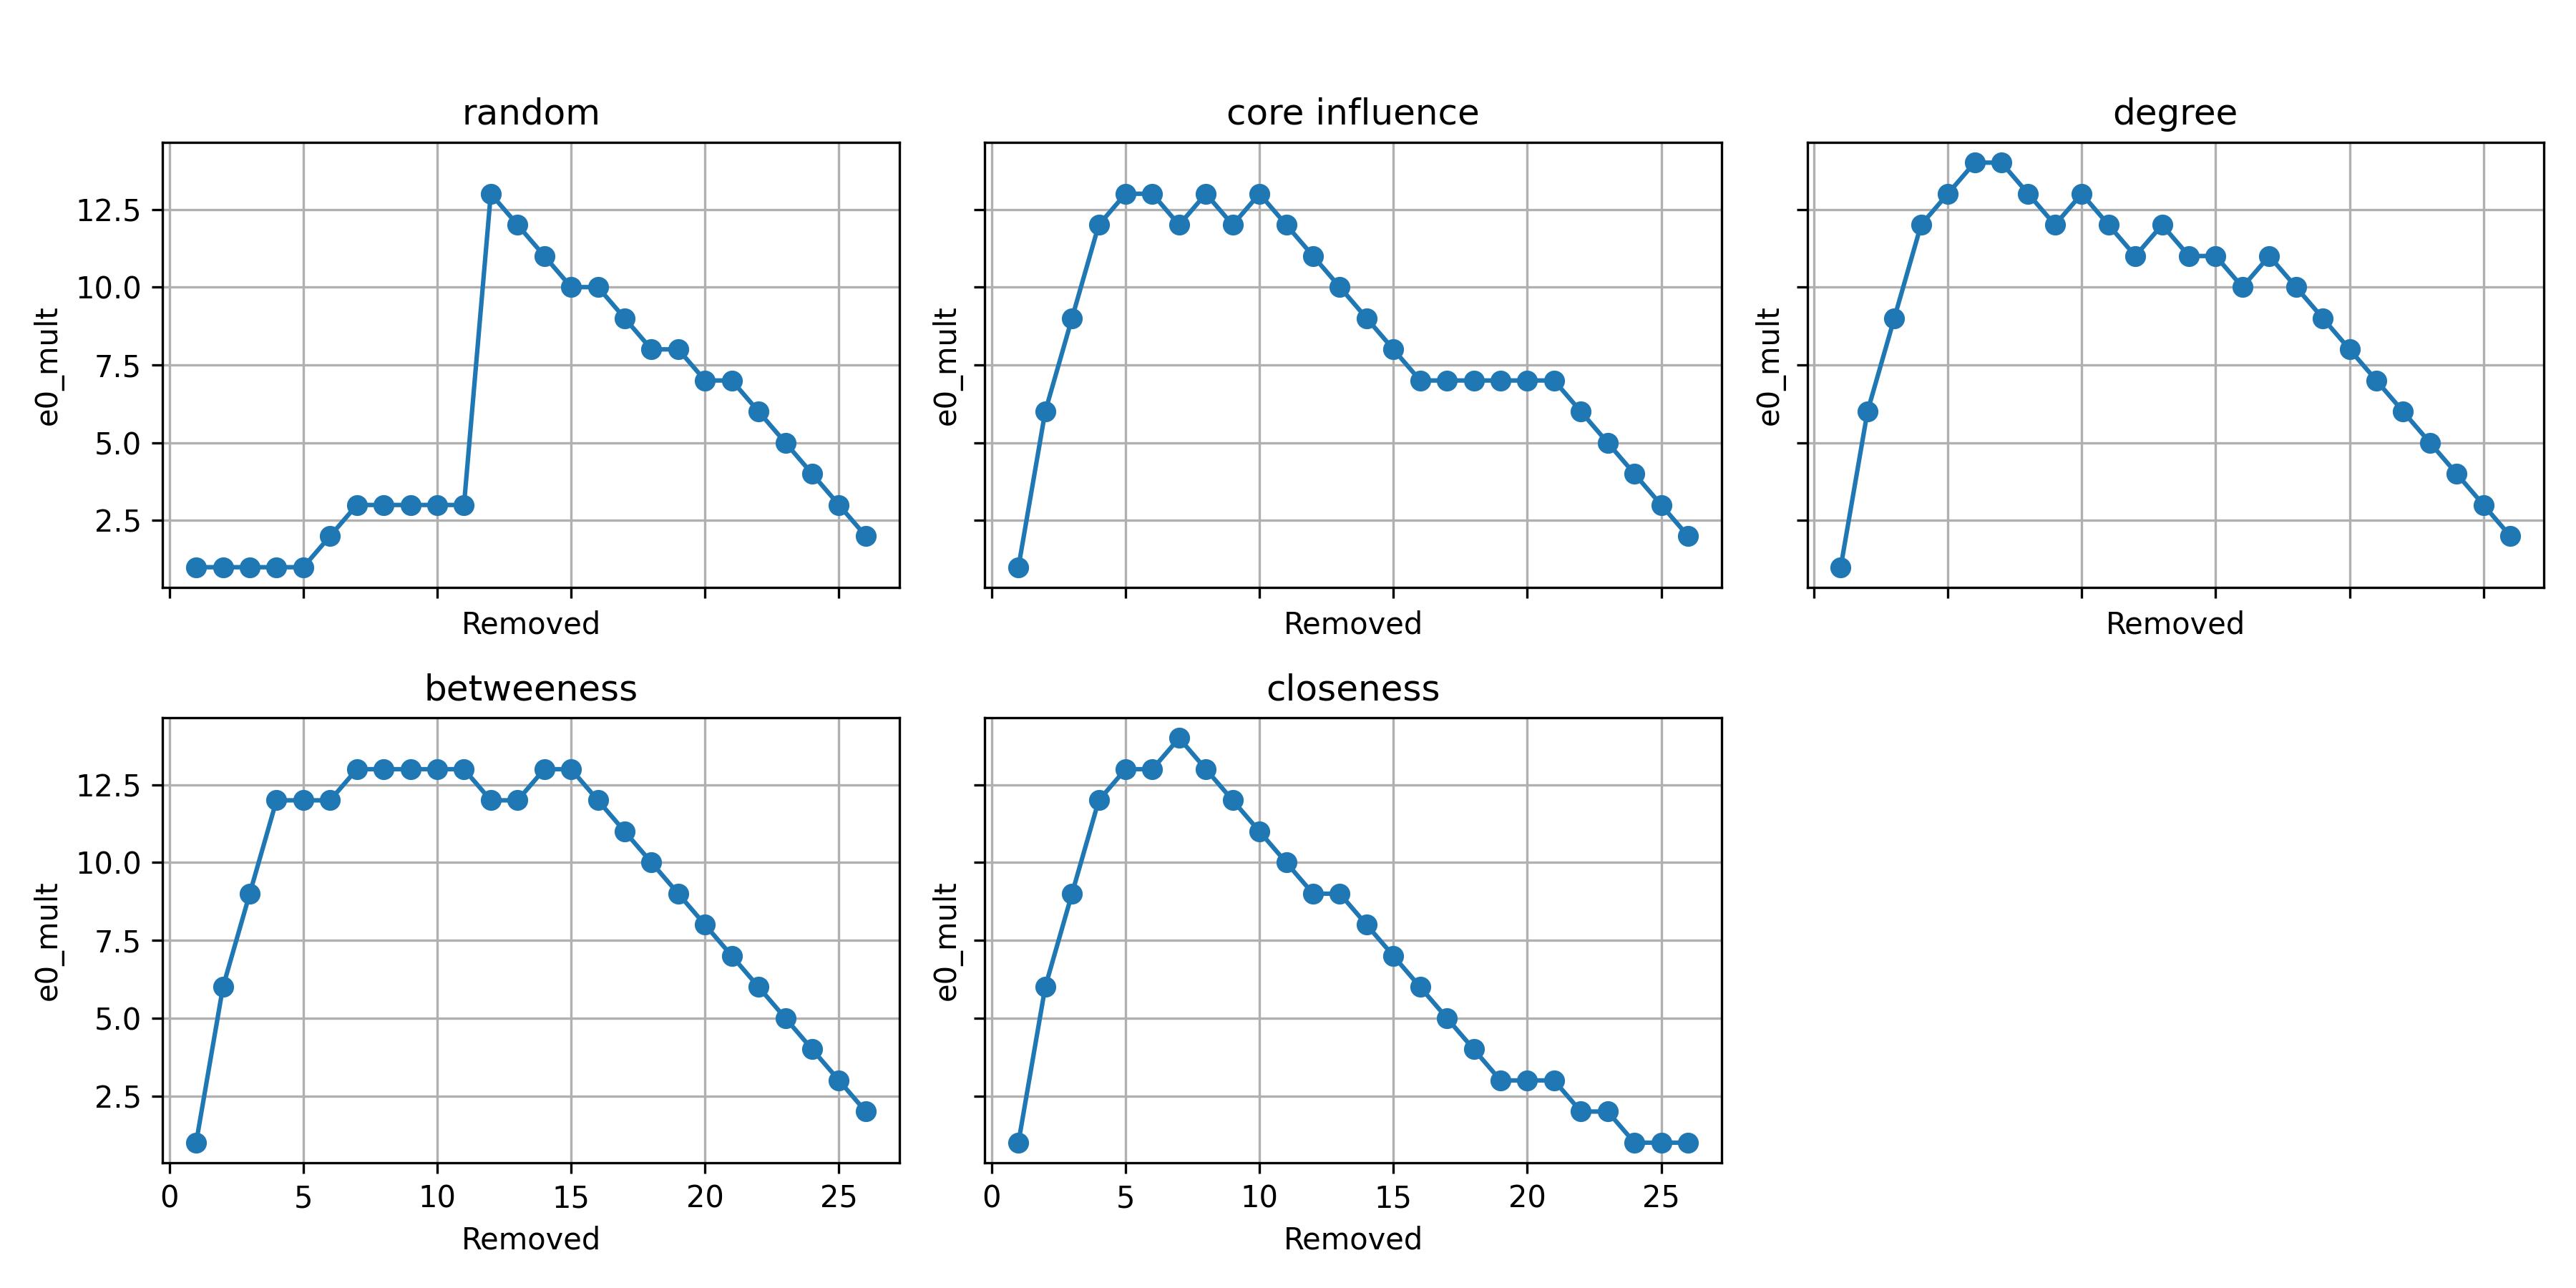 random
core influence
degree
12.5
10.0
7.5
5.0
2.5
e0_mult
e0_mult
e0_mult
Removed
Removed
Removed
betweeness
closeness
12.5
10.0
7.5
5.0
2.5
e0_mult
e0_mult
0 5 10 15 20 25
0 5 10 15 20 25
Removed
Removed